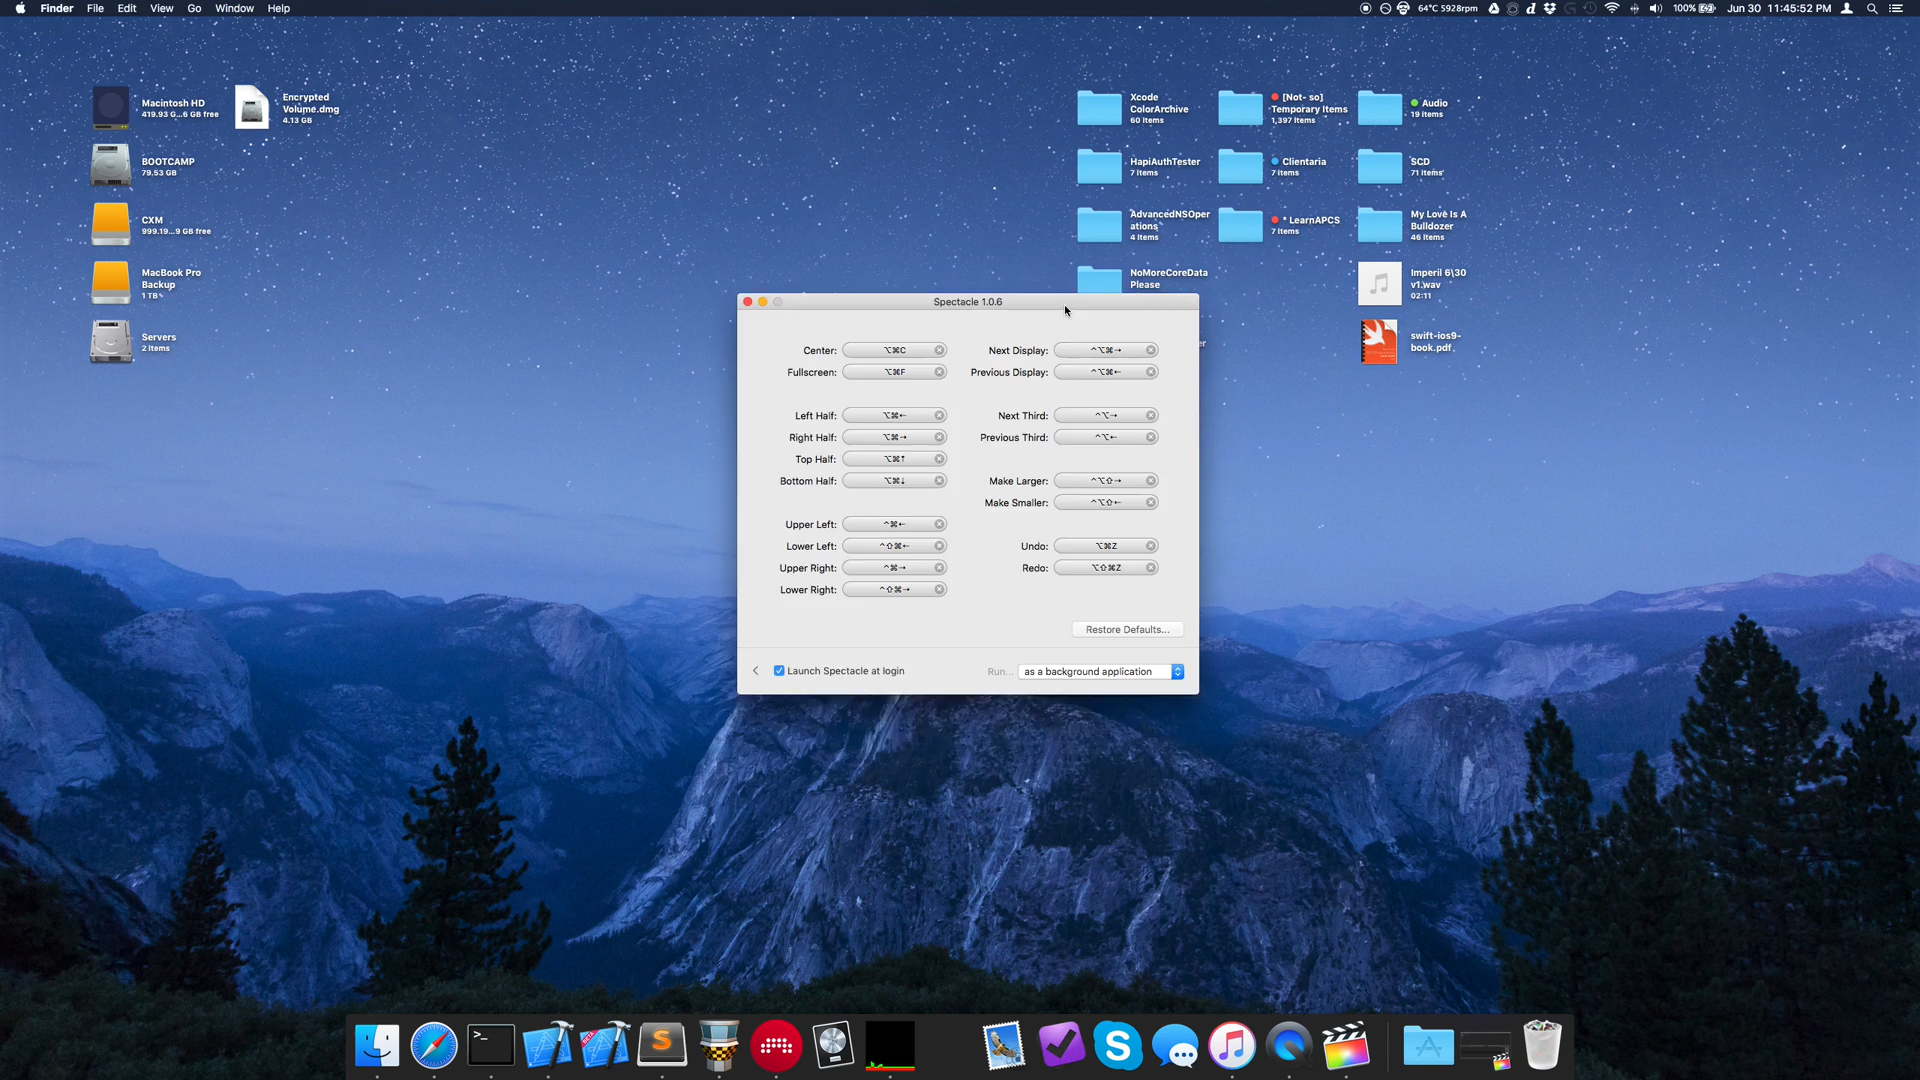 Finder File Edit View Go Window Help
64°C 5928rpm 100% Jun 30 11:45:52 PM
Macintosh HD
419.93 G...6 GB free
Encrypted
Volume.dmg
4.13 GB
BOOTCAMP
79.53 GB
CXM
999.19...9 GB free
MacBook Pro
Backup
1 TB
Servers
2 items
Xcode
ColorArchive
60 items
[Not- so]
Temporary Items
1,397 items
Audio
19 items
HapiAuthTester
7 items
Clientaria
7 items
SCD
71 items
AdvancedNSOper
ations
4 items
* LearnAPCS
7 items
My Love Is A
Bulldozer
46 items
NoMoreCoreData
Please
Imperil 6\30
v1.wav
02:11
er
swift-ios9-
book.pdf
Spectacle 1.0.6
Center: ⌥⌘C
Fullscreen: ⌥⌘F
Left Half: ⌥⌘←
Right Half: ⌥⌘→
Top Half: ⌥⌘↑
Bottom Half: ⌥⌘↓
Upper Left: ^⌘←
Lower Left: ^⇧⌘←
Upper Right: ^⌘→
Lower Right: ^⇧⌘→
Next Display: ^⌥⌘→
Previous Display: ^⌥⌘←
Next Third: ^⌥→
Previous Third: ^⌥←
Make Larger: ^⌥⇧→
Make Smaller: ^⌥⇧←
Undo: ⌥⌘Z
Redo: ⌥⇧⌘Z
Restore Defaults...
Launch Spectacle at login
Run... as a background application